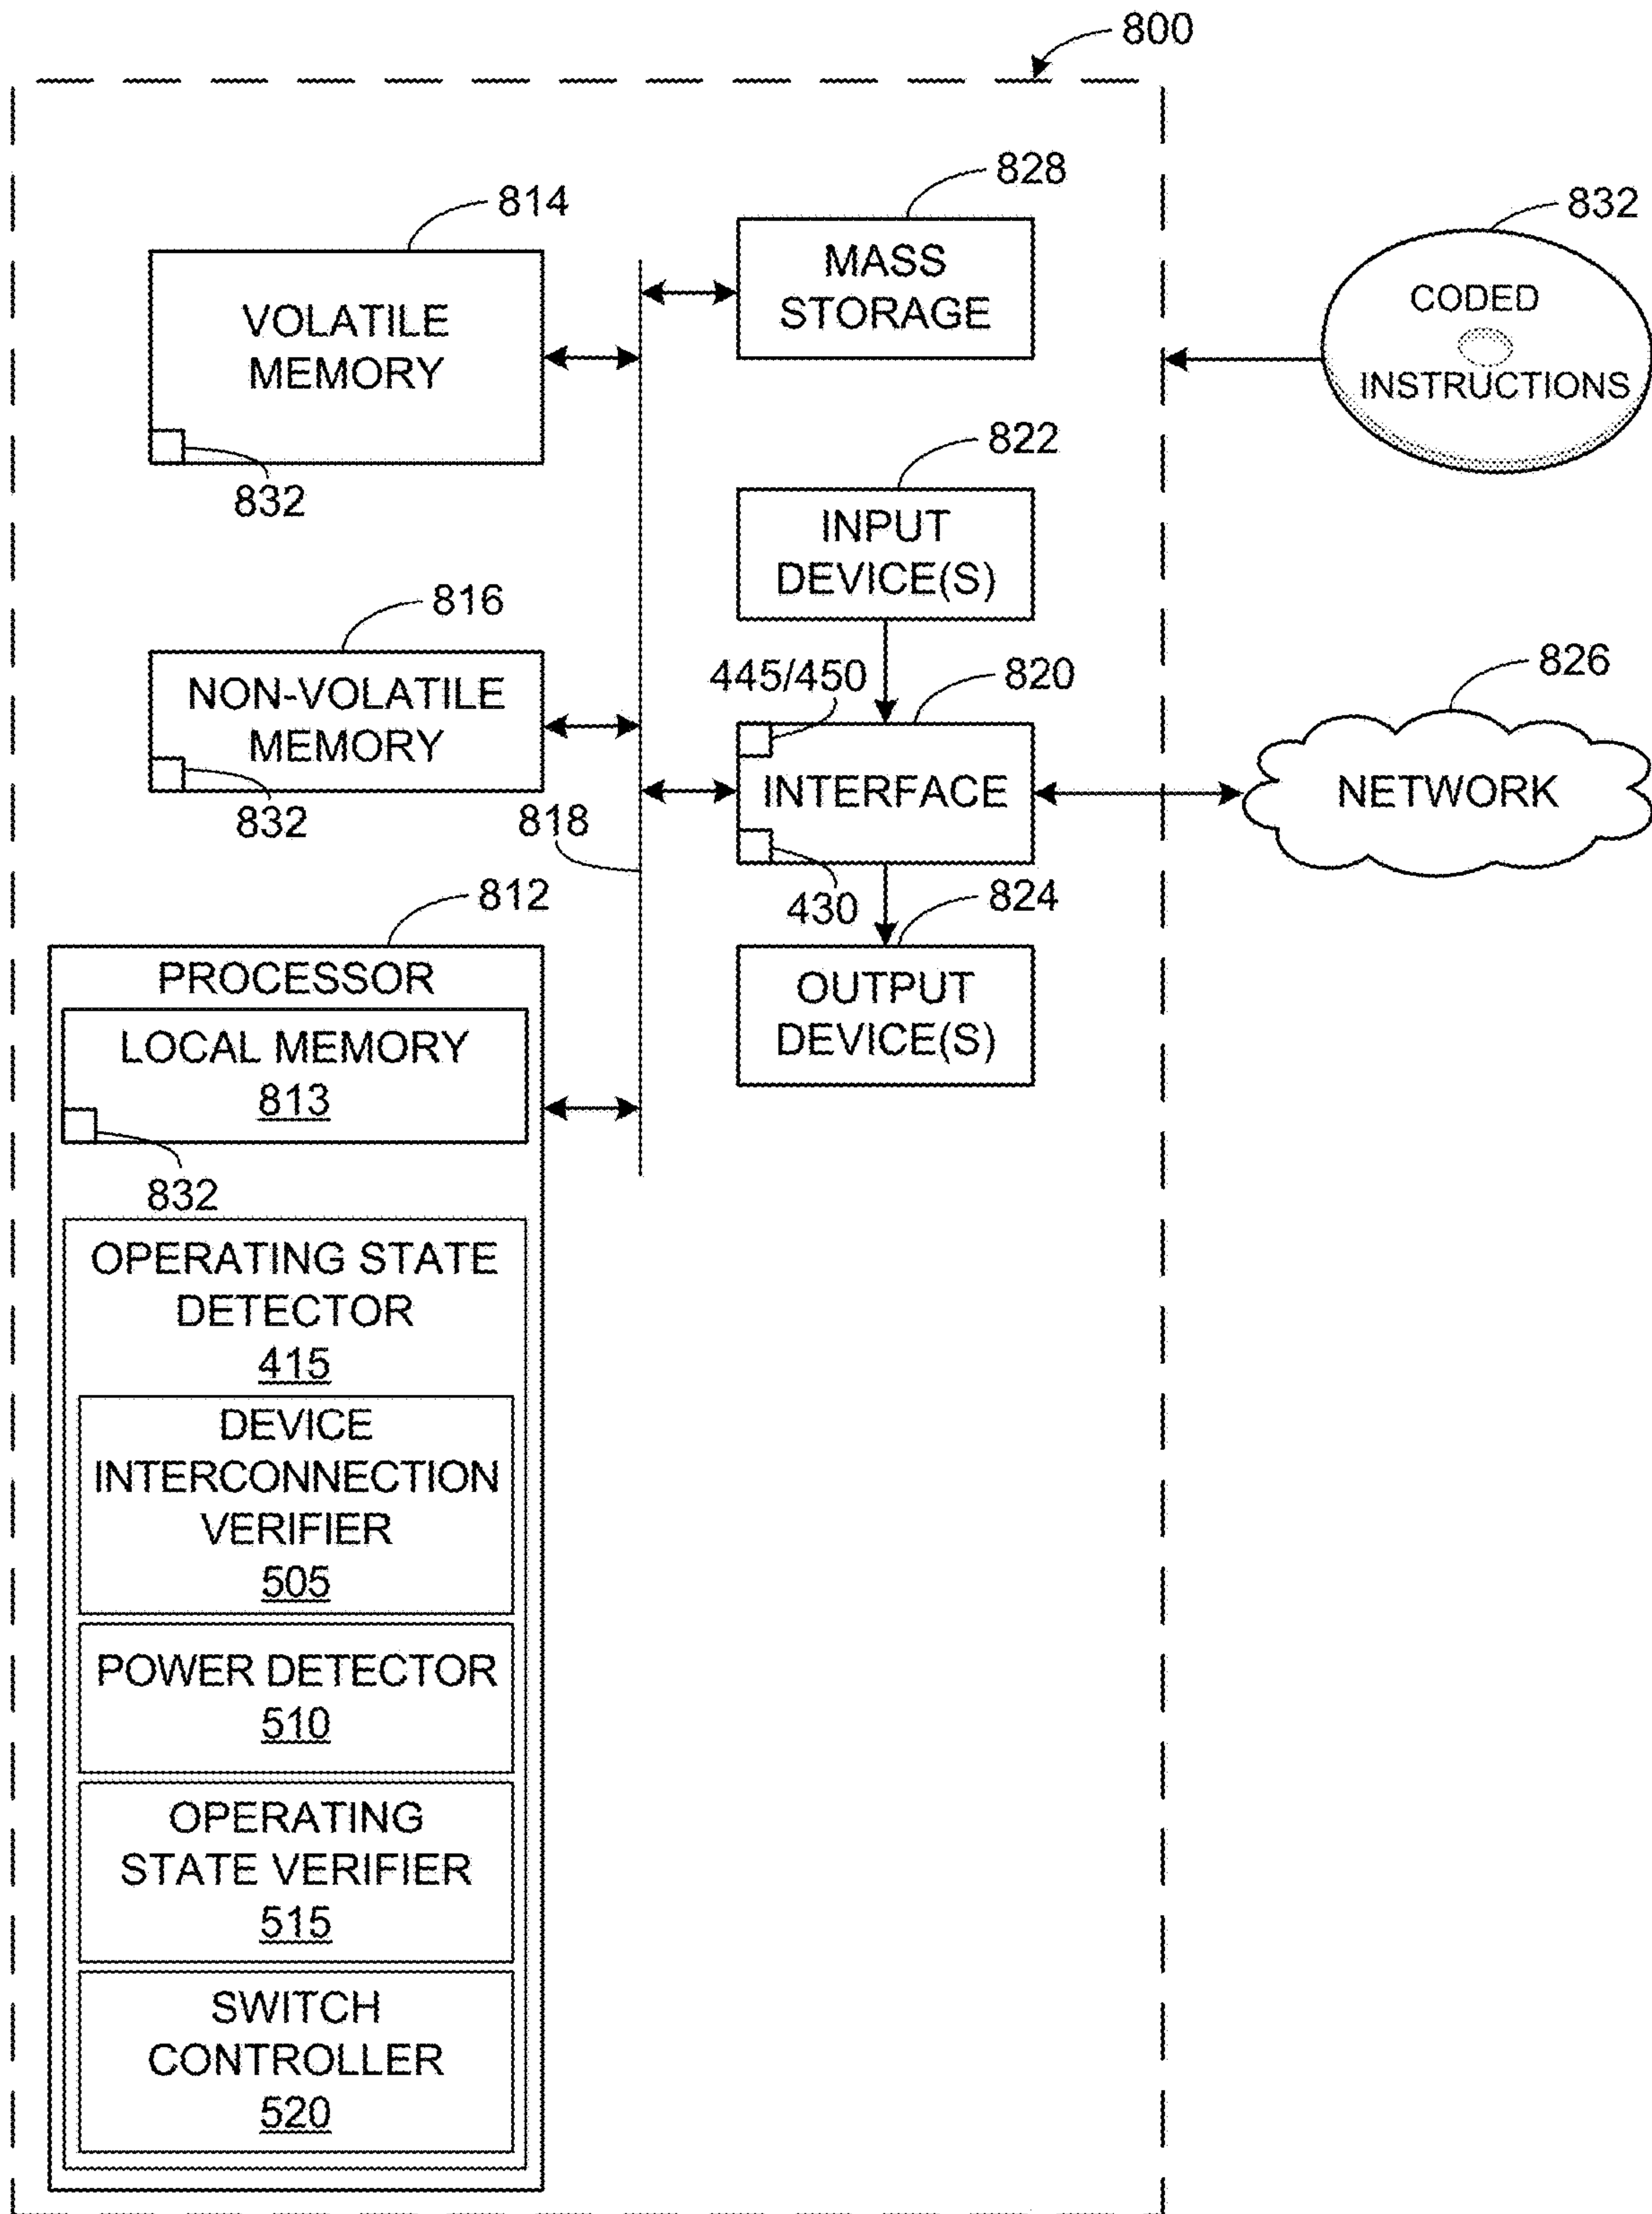 800
814
VOLATILE
MEMORY
832
828
MASS
STORAGE
832
CODED
INSTRUCTIONS
822
INPUT
DEVICE(S)
816
NON-VOLATILE
MEMORY
832
818
445/450
820
INTERFACE
430
826
NETWORK
824
OUTPUT
DEVICE(S)
812
PROCESSOR
LOCAL MEMORY
813
832
OPERATING STATE
DETECTOR
415
DEVICE
INTERCONNECTION
VERIFIER
505
POWER DETECTOR
510
OPERATING
STATE VERIFIER
515
SWITCH
CONTROLLER
520